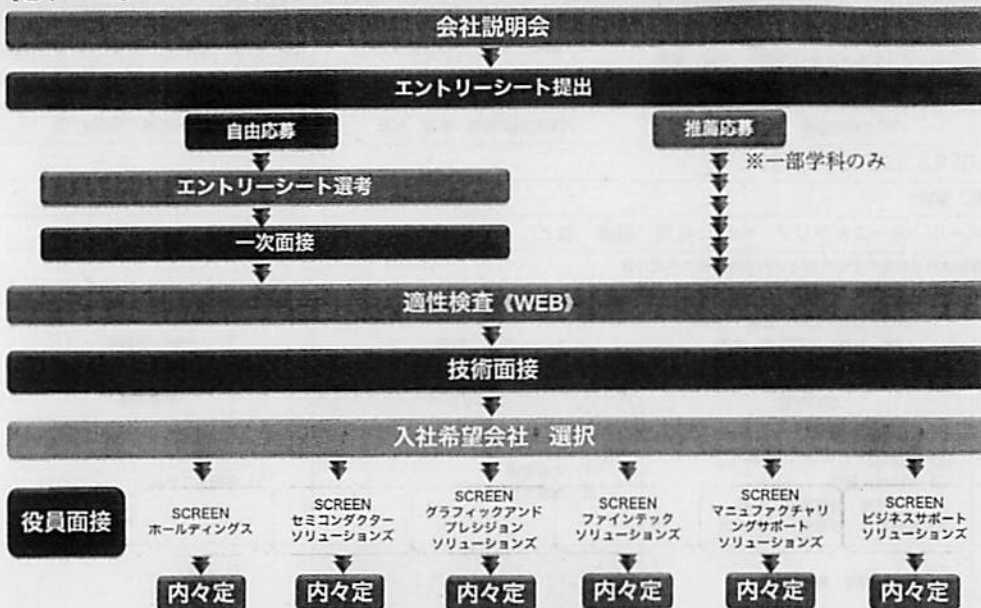 会社説明会
エントリーシート提出
自由応募
推薦応募
※一部学科のみ
エントリーシート選考
一次面接
適性検査《WEB》
技術面接
入社希望会社 選択
役員面接
SCREEN
ホールディングス
SCREEN
セミコンダクター
ソリューションズ
SCREEN
グラフィックアンド
プレシジョン
ソリューションズ
SCREEN
ファインテック
ソリューションズ
SCREEN
マニュファクチャリ
ングサポート
ソリューションズ
SCREEN
ビジネスサポート
ソリューションズ
内々定
内々定
内々定
内々定
内々定
内々定